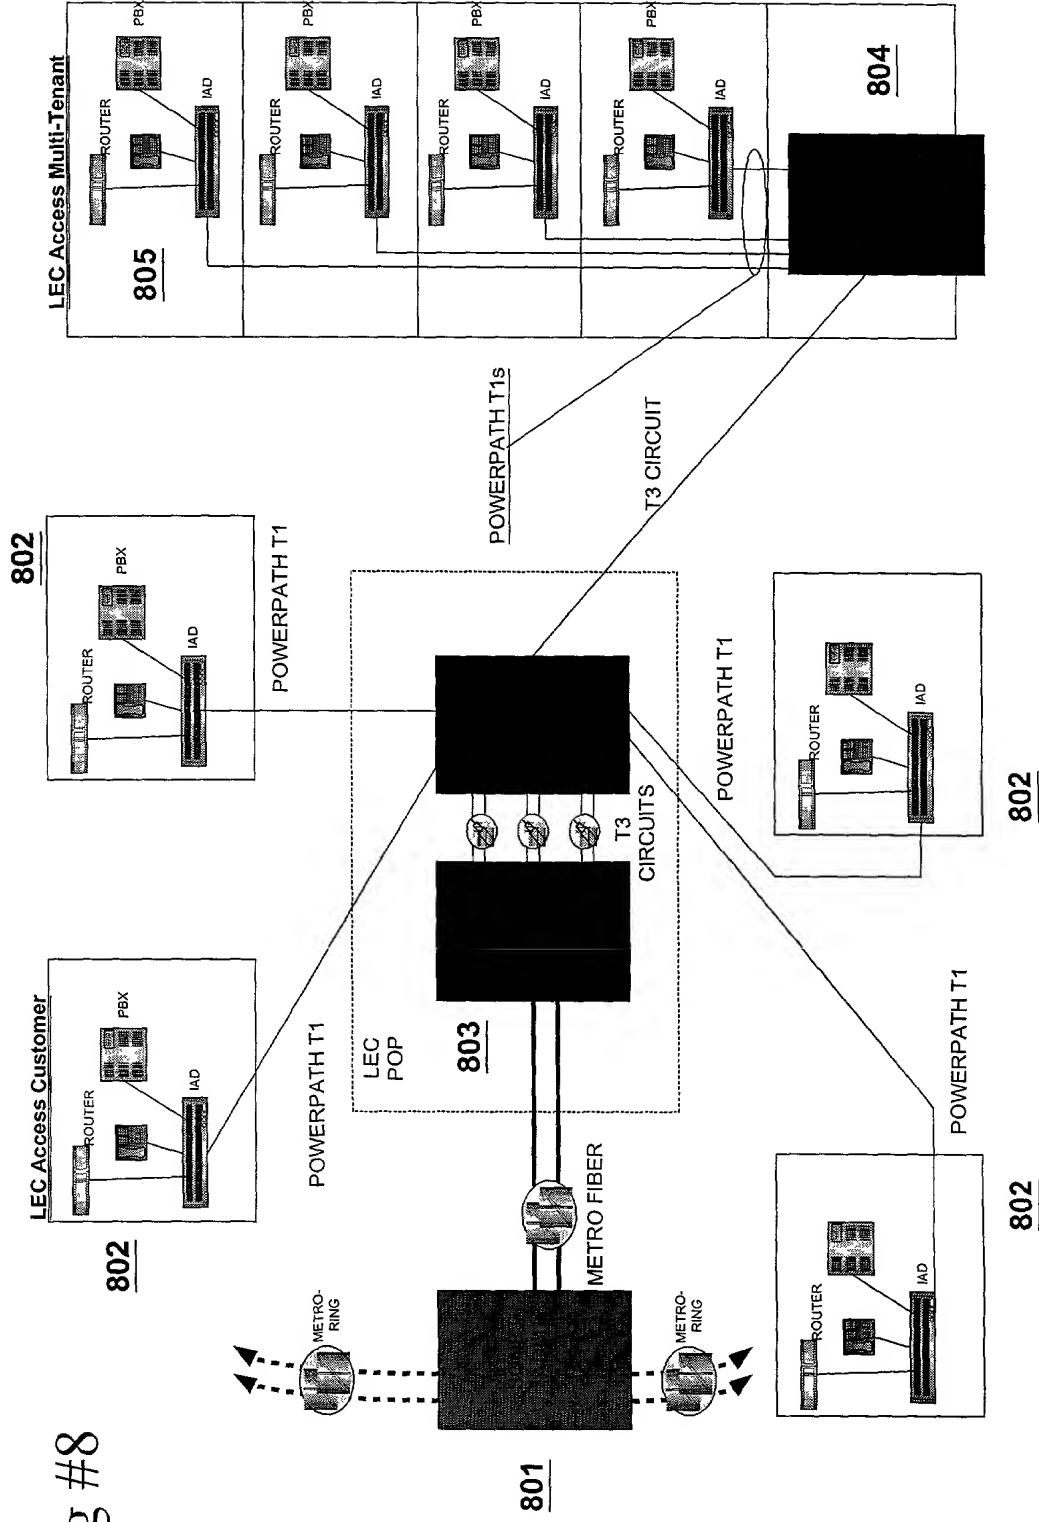 g #8
LEC Access Customer
802
ROUTER
PBX
IAD
POWERPATH T1
802
ROUTER
PBX
IAD
POWERPATH T1
LEC Access Multi-Tenant
805
ROUTER
PBX
IAD
ROUTER
PBX
IAD
ROUTER
PBX
IAD
ROUTER
PBX
IAD
804
POWERPATH T1s
T3 CIRCUIT
METRO-
RING
801
METRO-
RING
METRO FIBER
LEC
POP
803
T3
CIRCUITS
ROUTER
IAD
802
POWERPATH T1
ROUTER
IAD
802
POWERPATH T1